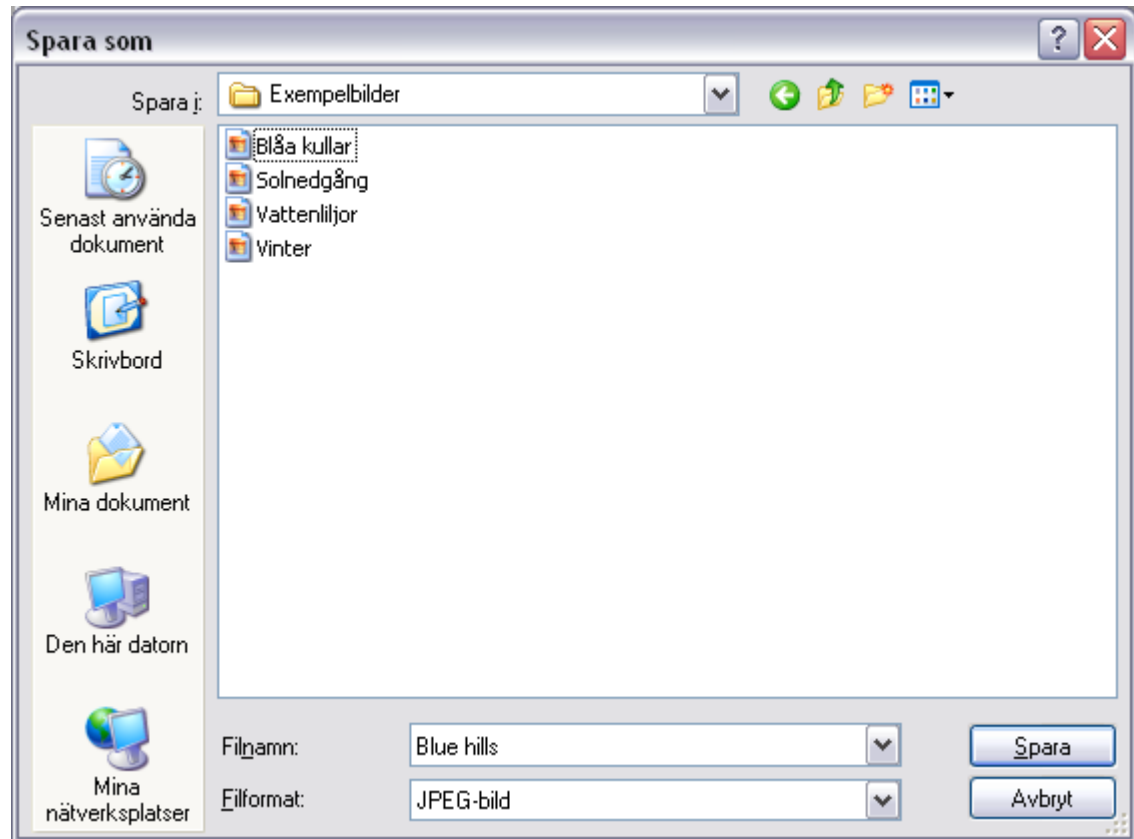 Spara som
Spara i:
Exempelbilder
Senast använda
dokument
Skrivbord
Mina dokument
Den här datorn
Mina
nätverksplatser
Blåa kullar
Solnedgång
Vattenliljor
Vinter
Filnamn:
Blue hills
Spara
Filformat:
JPEG-bild
Avbryt